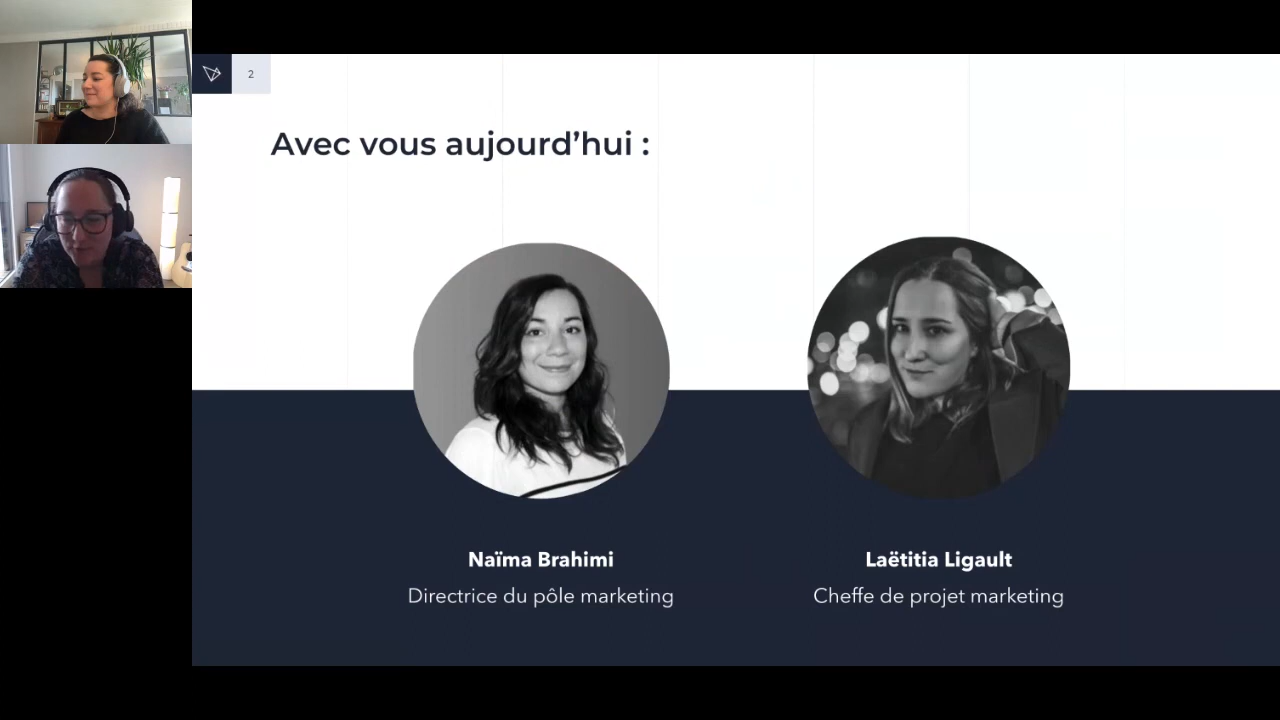 2
Avec vous aujourd’hui :
Naïma Brahimi
Directrice du pôle marketing
Laëtitia Ligault
Cheffe de projet marketing